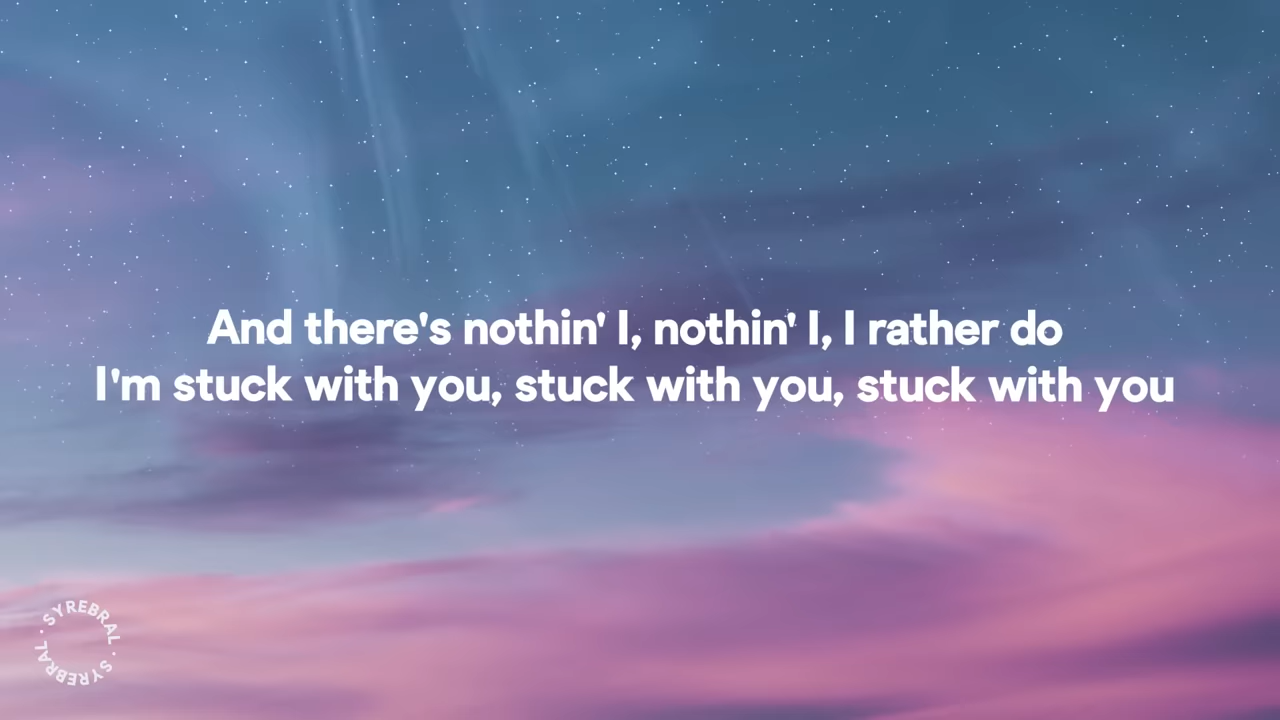 And there's nothin' I, nothin' I, I rather do
I'm stuck with you, stuck with you, stuck with you
SYREBRAL · SYREBRAL ·